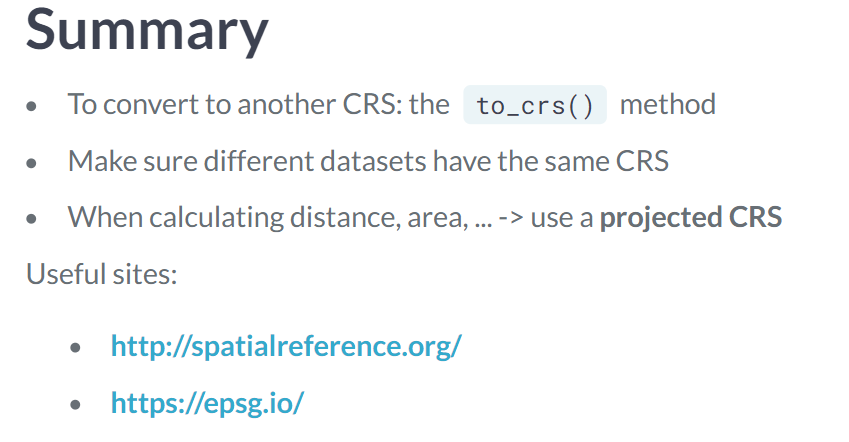 Summary
• To convert to another CRS: the to_crs() method
• Make sure different datasets have the same CRS
• When calculating distance, area, ... -> use a projected CRS
Useful sites:
• http://spatialreference.org/
• https://epsg.io/